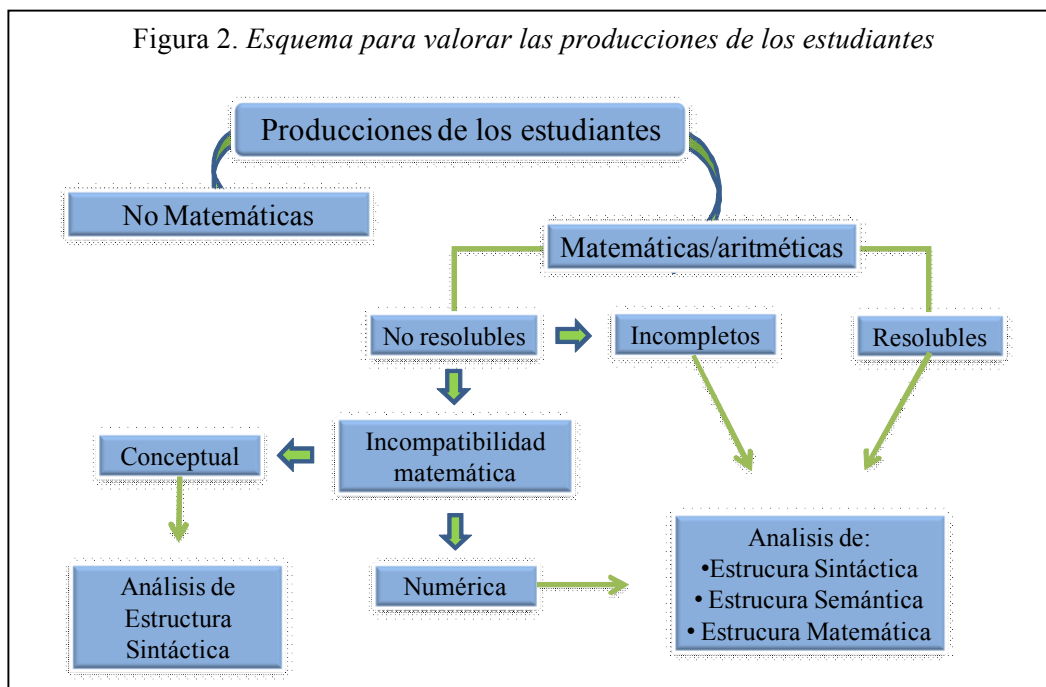 Figura 2. Esquema para valorar las producciones de los estudiantes
Producciones de los estudiantes
No Matemáticas
Matemáticas/aritméticas
No resolubles
Incompletos
Resolubles
Conceptual
Incompatibilidad
matemática
Análisis de
Estructura
Sintáctica
Numérica
Analisis de:
•Estrucura Sintáctica
• Estrucura Semántica
• Estrucura Matemática